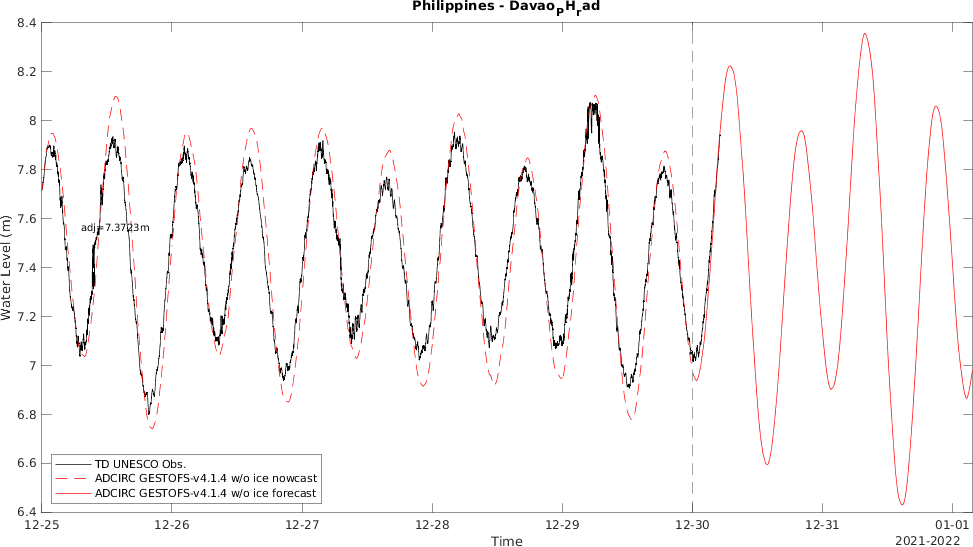 Philippines - DavaopHrad
8.4
8.2
8
7.8
7.6
7.4
7.2
7
6.8
6.6
6.4
Water Level (m)
adj=7.3723m
TD UNESCO Obs.
ADCIRC GESTOFS-v4.1.4 w/o ice nowcast
ADCIRC GESTOFS-v4.1.4 w/o ice forecast
12-25 12-26 12-27 12-28 12-29 12-30 12-31 01-01
Time
2021-2022